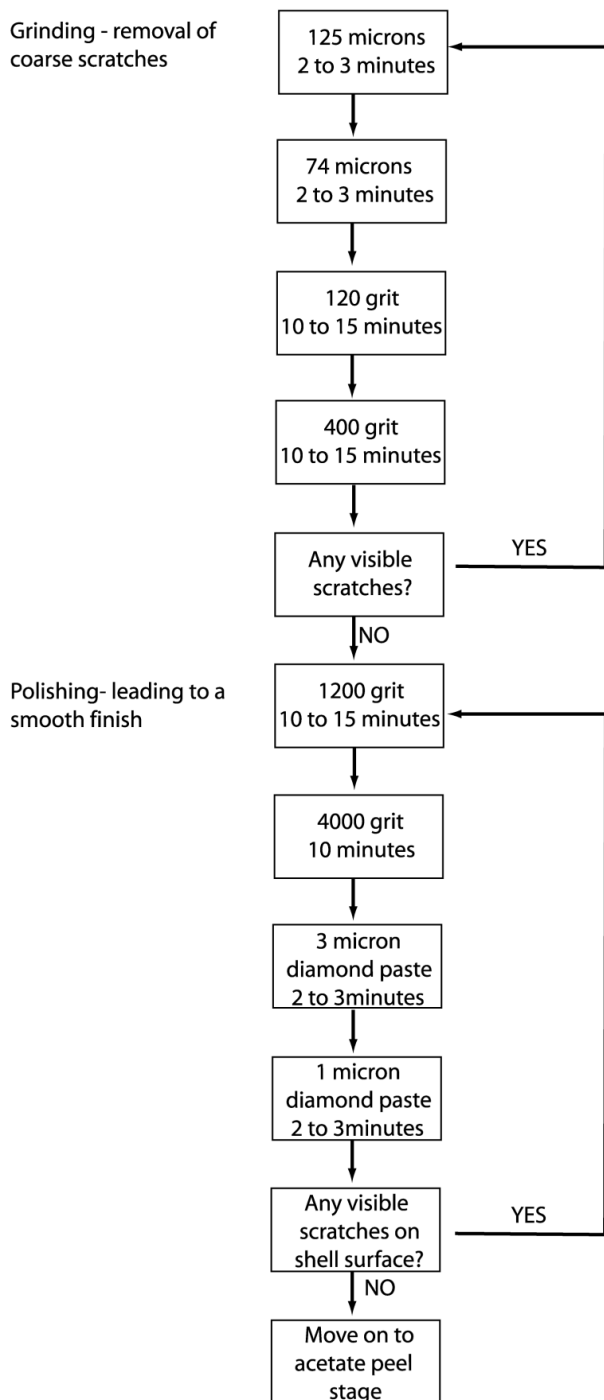 Grinding - removal of
coarse scratches
125 microns
2 to 3 minutes
74 microns
2 to 3 minutes
120 grit
10 to 15 minutes
400 grit
10 to 15 minutes
Any visible
scratches?
YES
NO
Polishing- leading to a
smooth finish
1200 grit
10 to 15 minutes
4000 grit
10 minutes
3 micron
diamond paste
2 to 3minutes
1 micron
diamond paste
2 to 3minutes
Any visible
scratches on
shell surface?
YES
NO
Move on to
acetate peel
stage